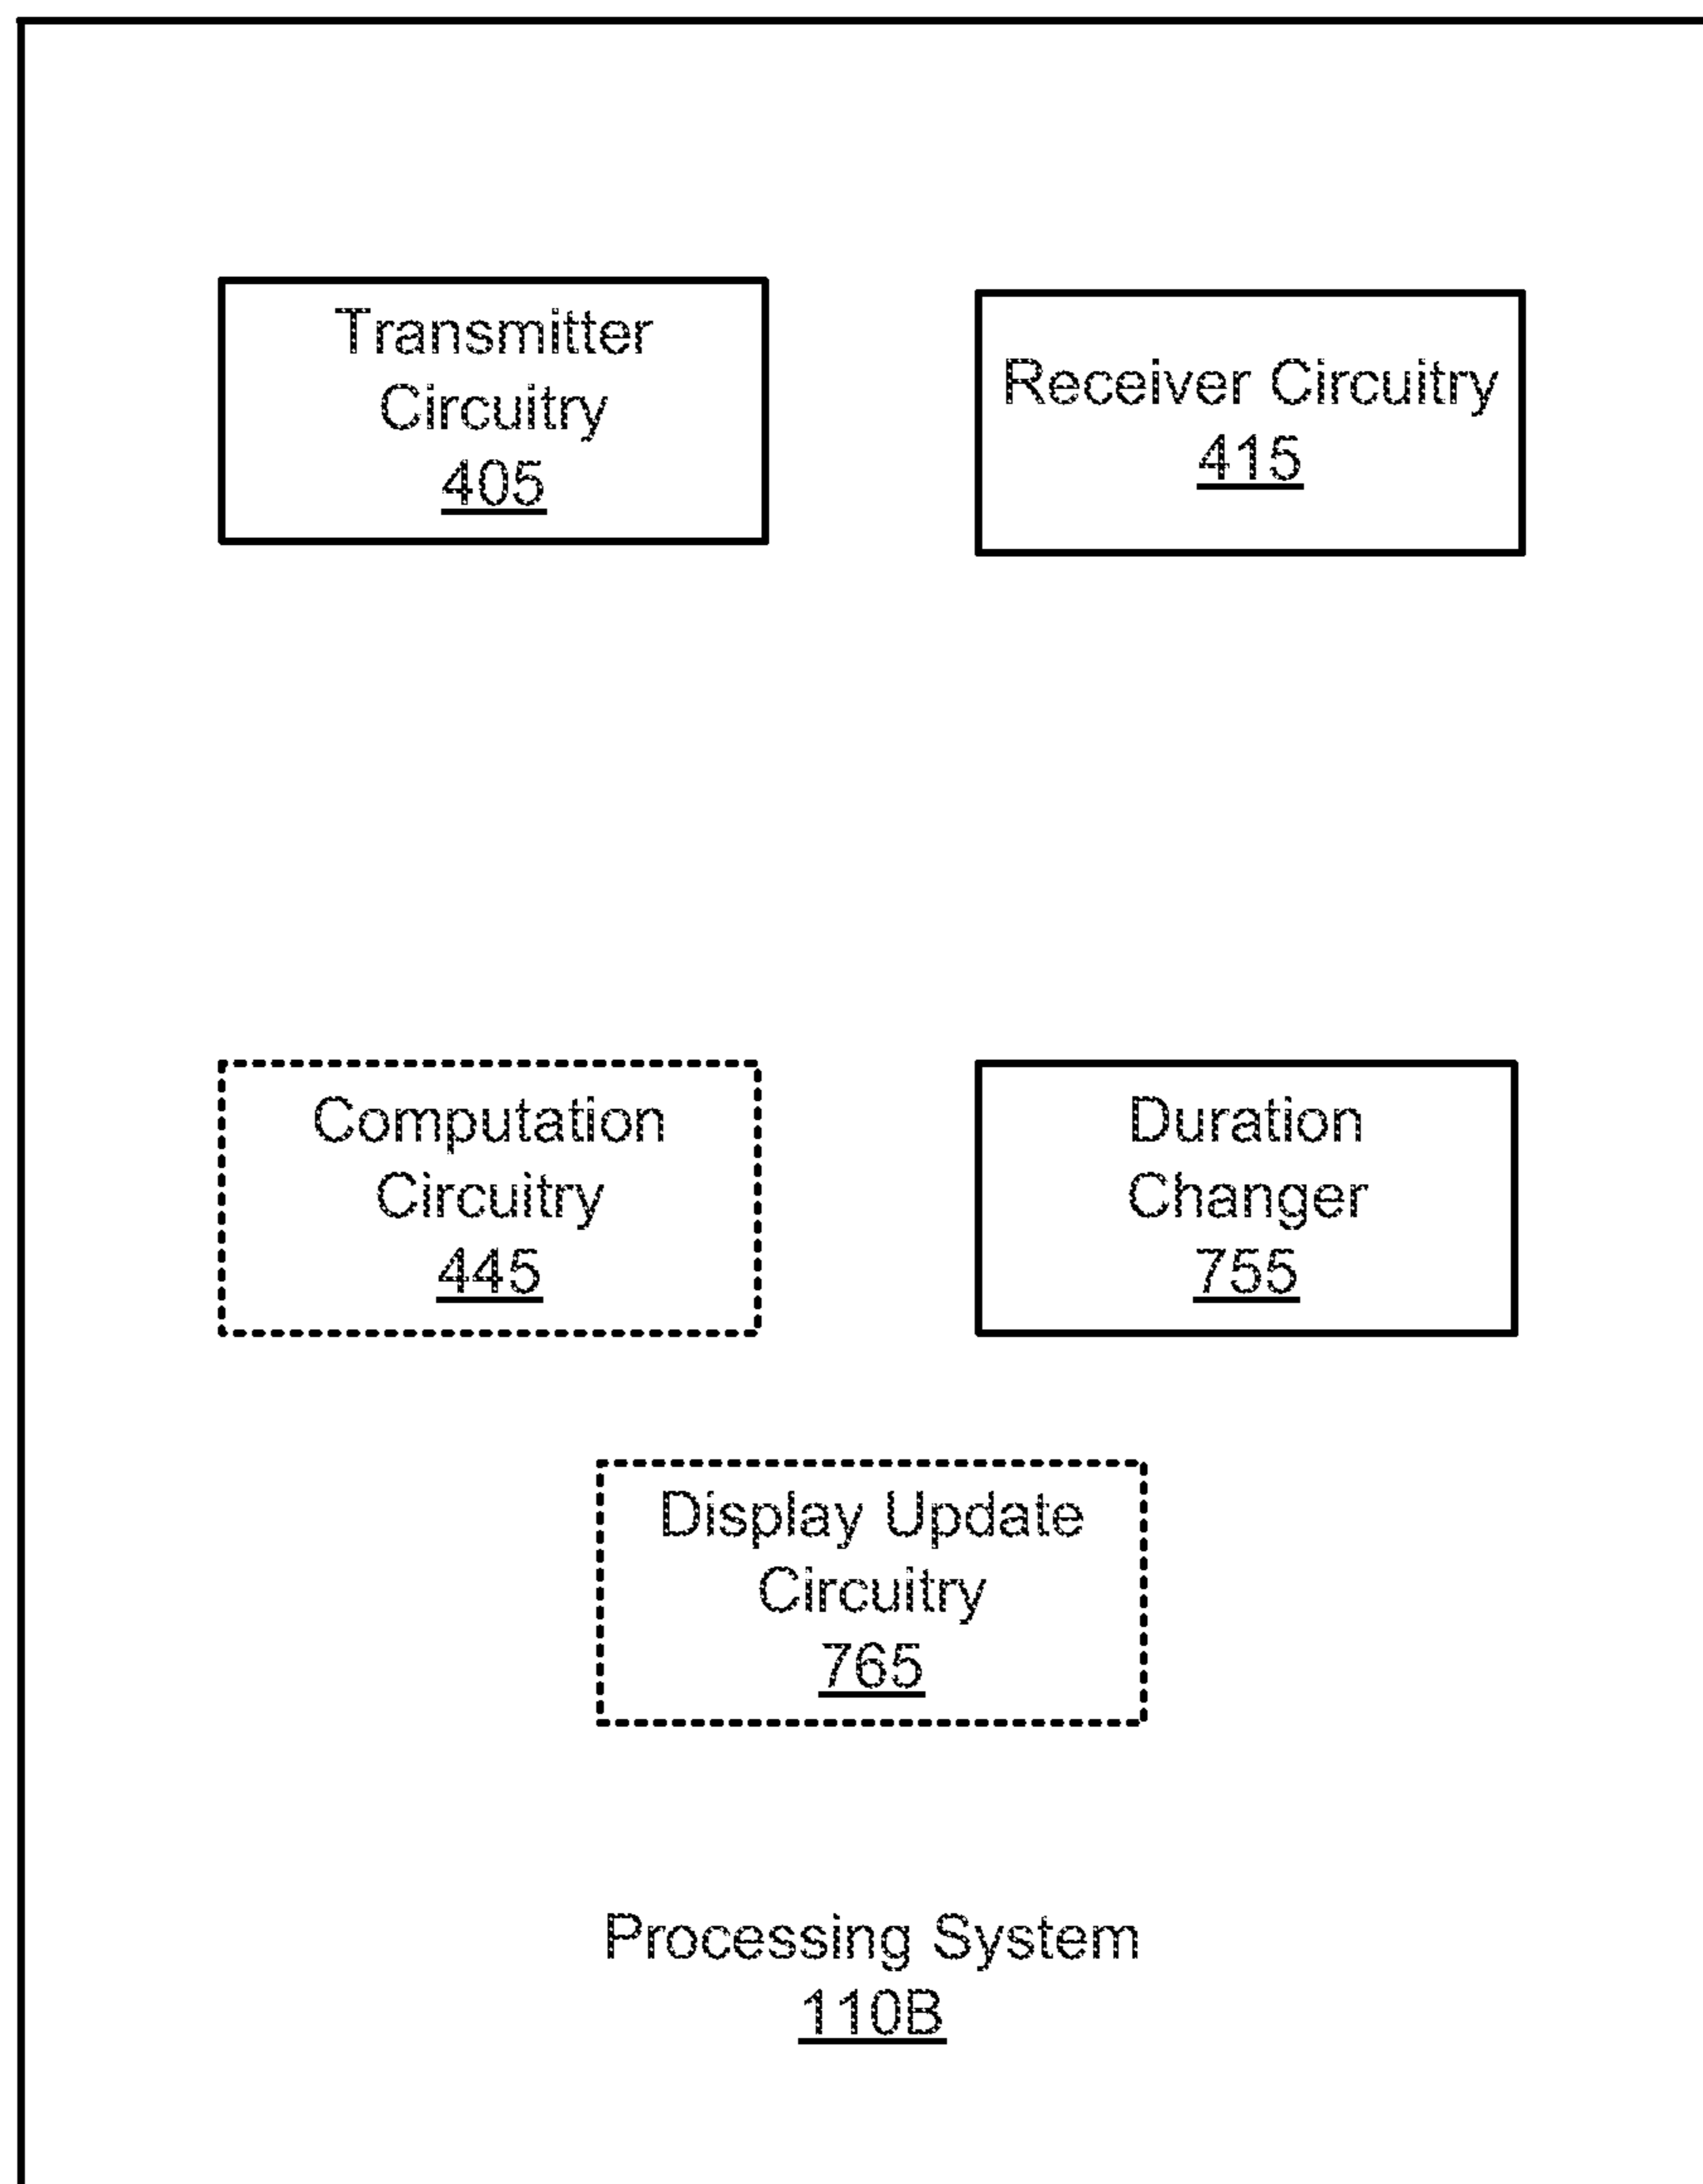 Transmitter
Circuitry
405
Receiver Circuitry
415
Computation
Circuitry
445
Duration
Changer
755
Display Update
Circuitry
765
Processing System
110B